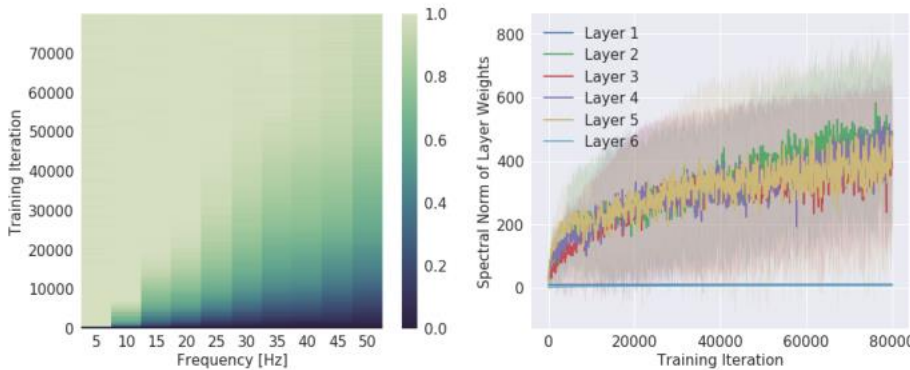 70000
60000
50000
40000
30000
20000
10000
0
Training Iteration
5 10 15 20 25 30 35 40 45 50
Frequency [Hz]
1.0
0.8
0.6
0.4
0.2
0.0
800
600
400
200
0
Spectral Norm of Layer Weights
Layer 1
Layer 2
Layer 3
Layer 4
Layer 5
Layer 6
0 20000 40000 60000 80000
Training Iteration